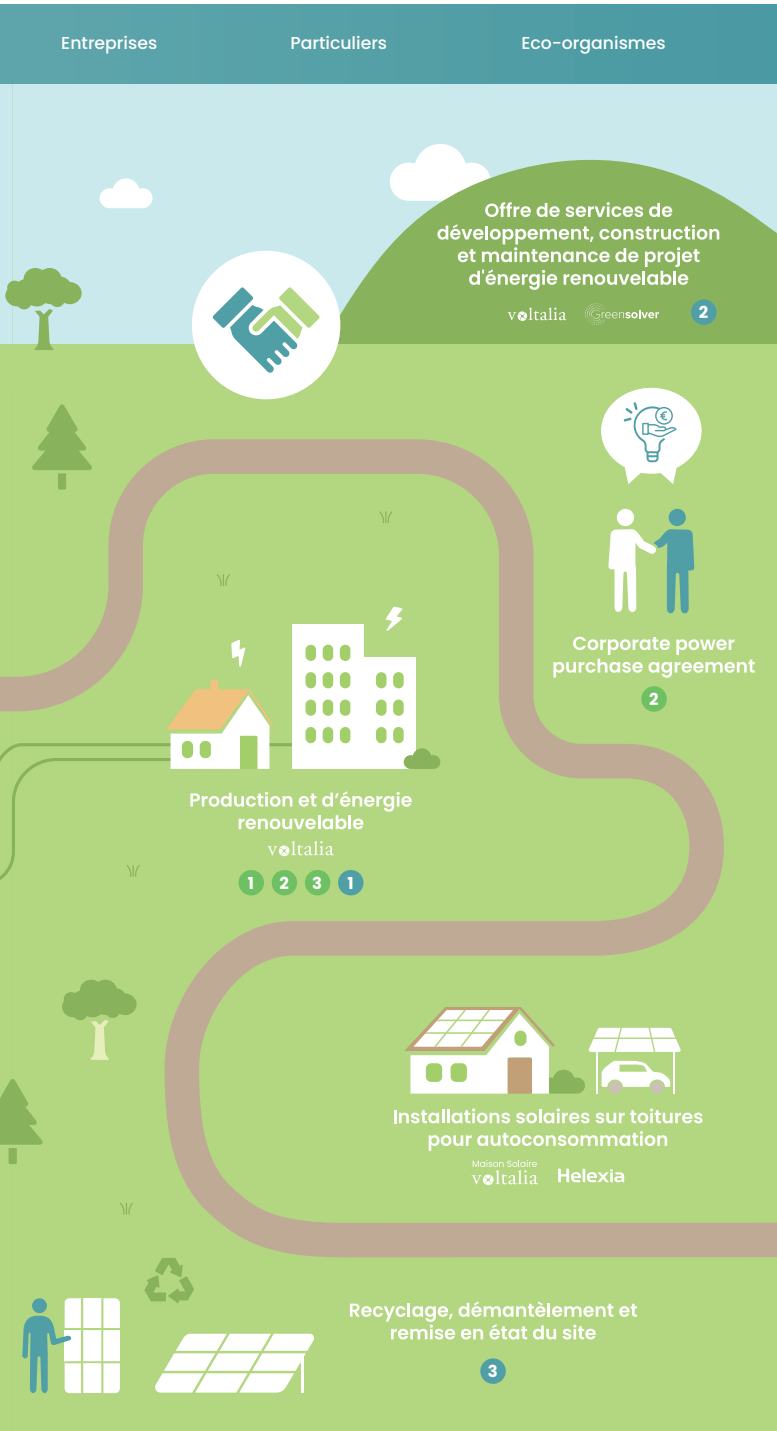 Entreprises
Particuliers
Eco-organismes
Offre de services de
développement, construction
et maintenance de projet
d'énergie renouvelable
voltalia Greensolver 2
€
Corporate power
purchase agreement
2
Production et d'énergie
renouvelable
voltalia
1 2 3 1
Installations solaires sur toitures
pour autoconsommation
Maison Solaire
voltalia Helexia
Recyclage, démantèlement et
remise en état du site
3